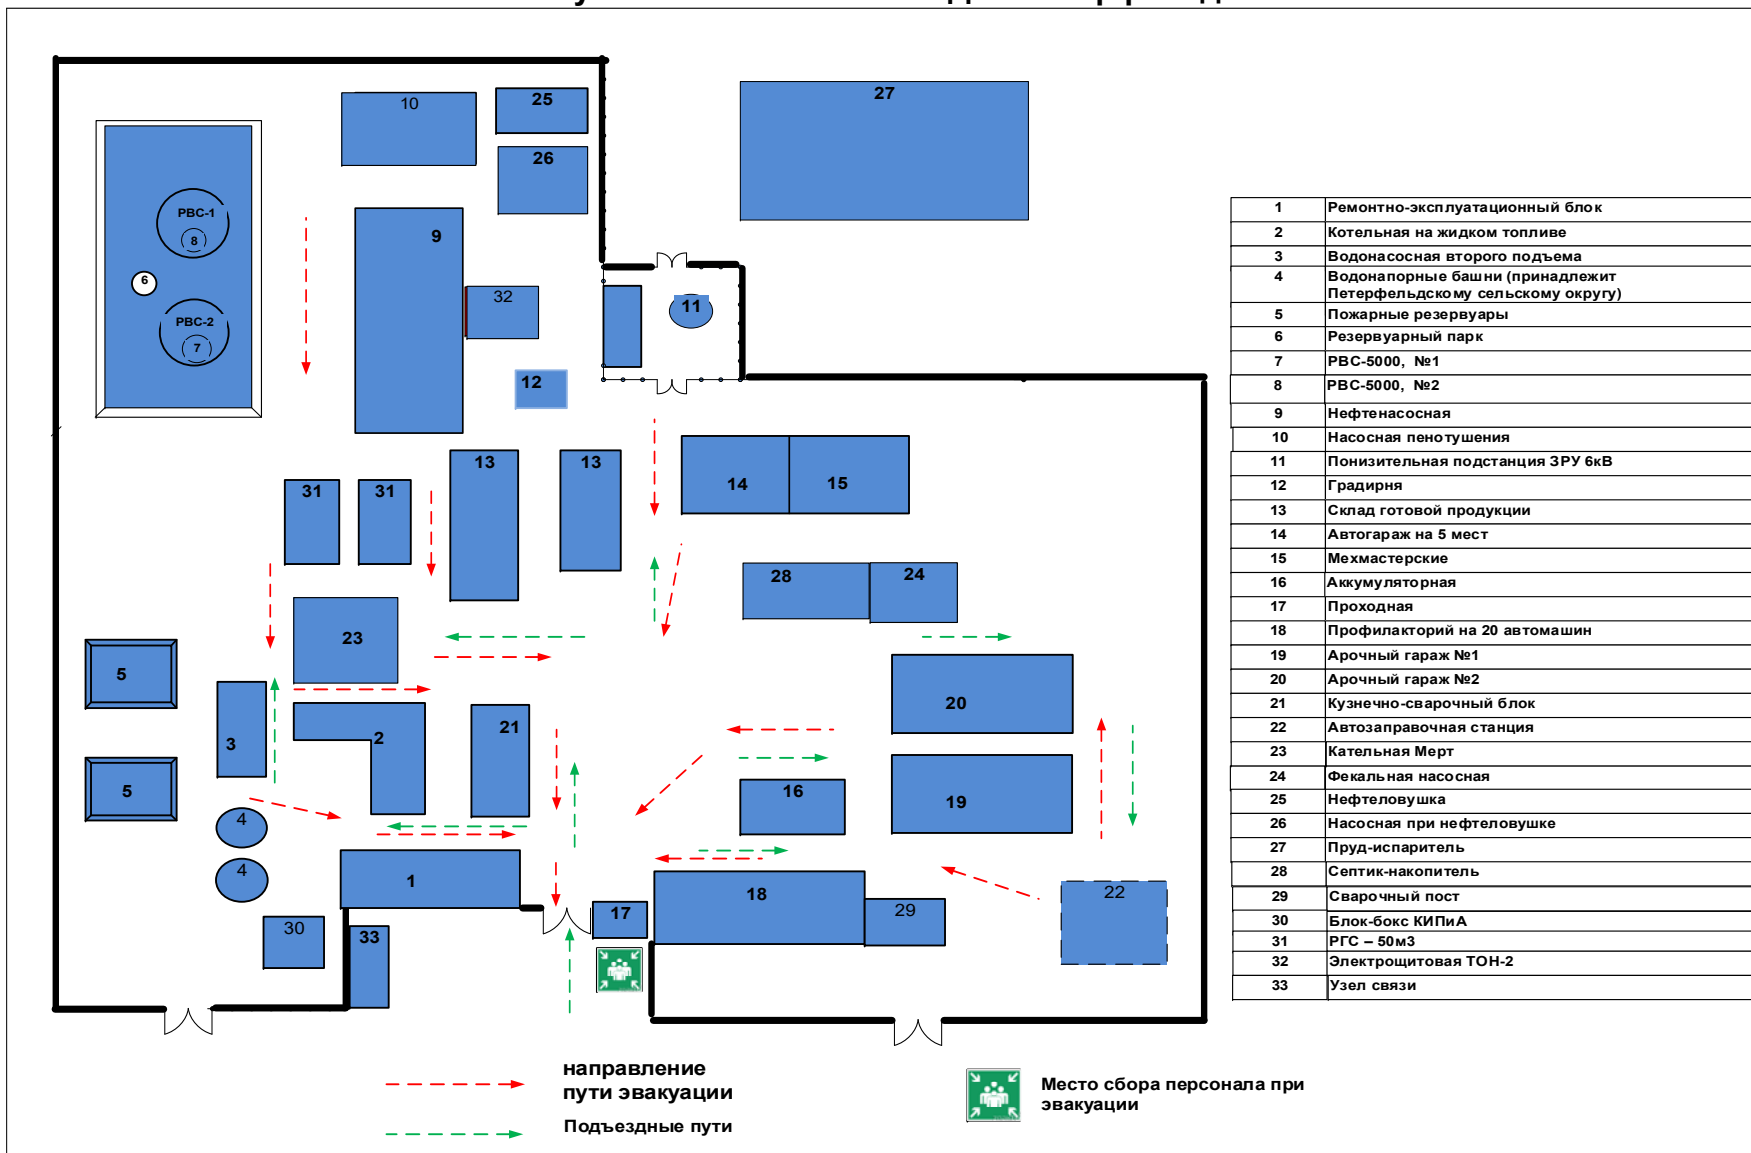 10
25
27
26
РВС-1
8
9
6
32
11
РВС-2
7
12
13
13
14
15
31
31
28
24
23
5
20
21
3
2
5
16
19
4
4
1
18
22
17
29
30
33
1 Ремонтно-эксплуатационный блок
2 Котельная на жидком топливе
3 Водонасосная второго подъема
4 Водонапорные башни (принадлежит
Петерфельдскому сельскому округу)
5 Пожарные резервуары
6 Резервуарный парк
7 РВС-5000, №1
8 РВС-5000, №2
9 Нефтенасосная
10 Насосная пенотушения
11 Понизительная подстанция ЗРУ 6кВ
12 Градирня
13 Склад готовой продукции
14 Автогараж на 5 мест
15 Мехмастерские
16 Аккумуляторная
17 Проходная
18 Профилакторий на 20 автомашин
19 Арочный гараж №1
20 Арочный гараж №2
21 Кузнечно-сварочный блок
22 Автозаправочная станция
23 Кательная Мерт
24 Фекальная насосная
25 Нефтеловушка
26 Насосная при нефтеловушке
27 Пруд-испаритель
28 Септик-накопитель
29 Сварочный пост
30 Блок-бокс КИПиА
31 РГС – 50м3
32 Электрощитовая ТОН-2
33 Узел связи
направление
пути эвакуации
Подъездные пути
Место сбора персонала при
эвакуации